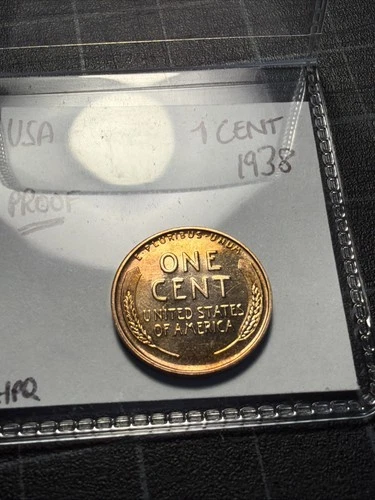 USA
1 CENT
1938
PROOF
E·PLURIBUS·UNUM
ONE
CENT
UNITED STATES
OF AMERICA